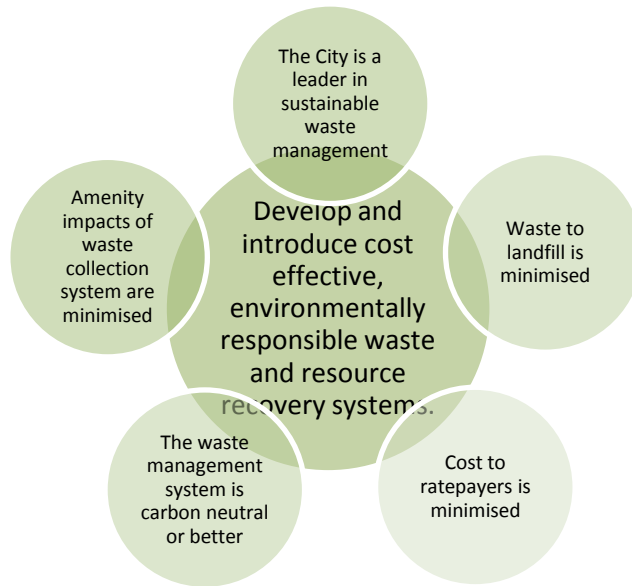 The City is a
leader in
sustainable
waste
management
Amenity
impacts of
waste
collection
system are
minimised
Develop and
introduce cost
effective,
environmentally
responsible waste
and resource
recovery systems.
Waste to
landfill is
minimised
The waste
management
system is
carbon neutral
or better
Cost to
ratepayers is
minimised